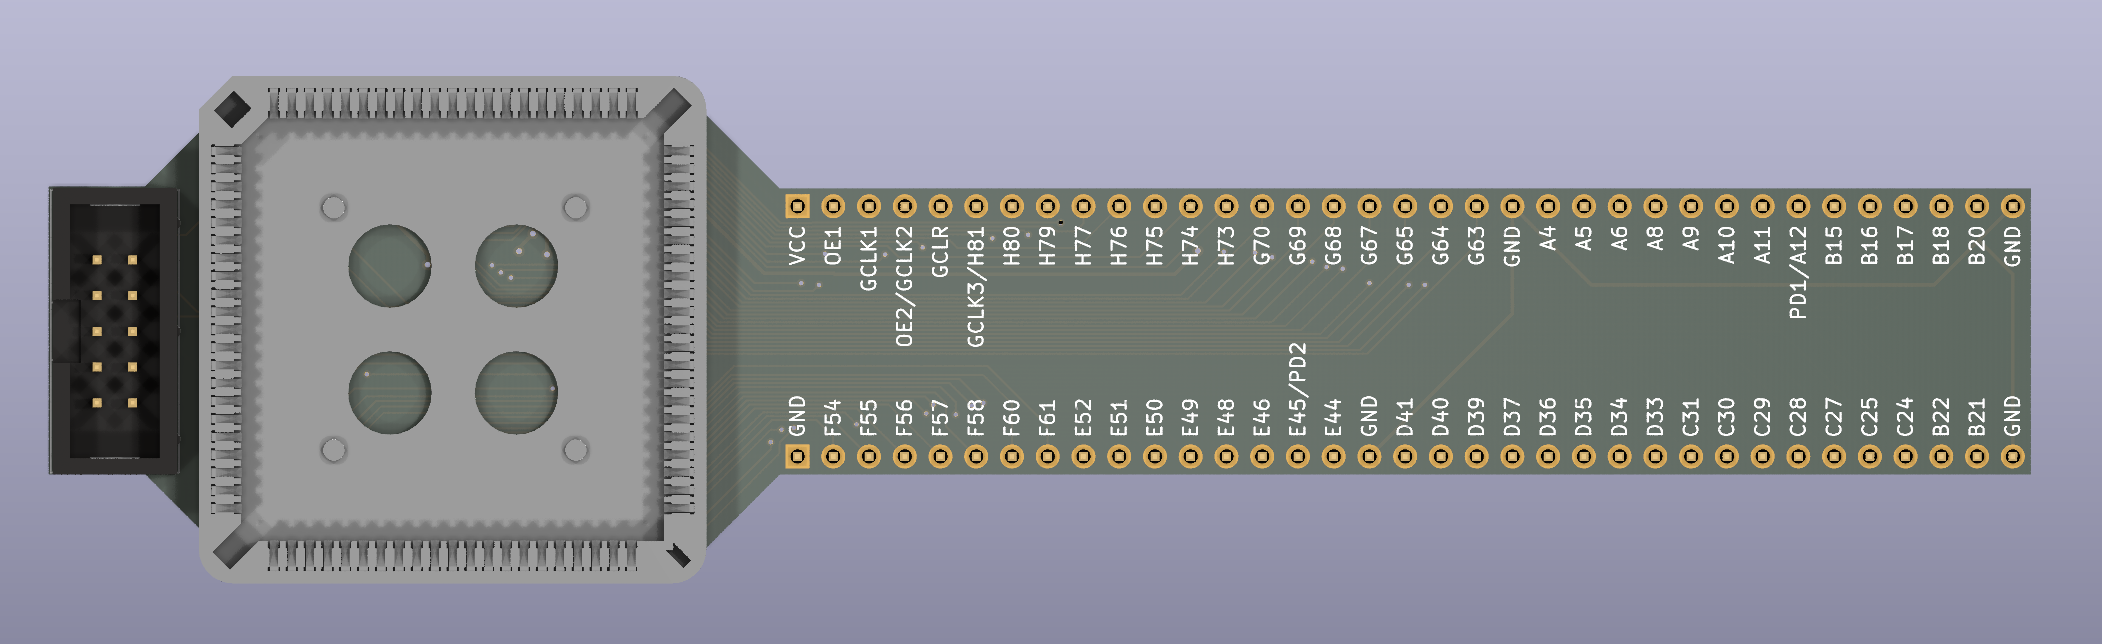 VCC
OE1
GCLK1
OE2/GCLK2
GCLR
GCLK3/H81
H80
H79
H77
H76
H75
H74
H73
G70
G69
G68
G67
G65
G64
G63
GND
A4
A5
A6
A8
A9
A10
A11
PD1/A12
B15
B16
B17
B18
B20
GND
GND
F54
F55
F56
F57
F58
F60
F61
E52
E51
E50
E49
E48
E46
E45/PD2
E44
GND
D41
D40
D39
D37
D36
D35
D34
D33
C31
C30
C29
C28
C27
C25
C24
B22
B21
GND